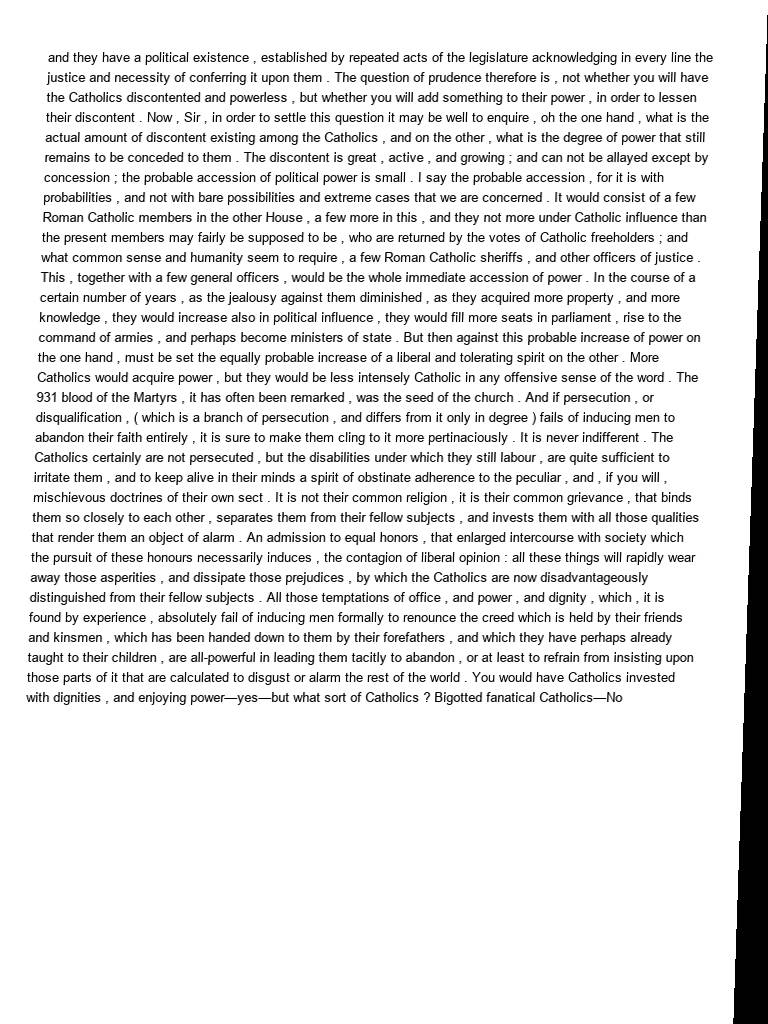 and they have a political existence , established by repeated acts of the legislature acknowledging in every line the
justice and necessity of conferring it upon them . The question of prudence therefore is , not whether you will have
the Catholics discontented and powerless , but whether you will add something to their power , in order to lessen
their discontent . Now , Sir , in order to settle this question it may be well to enquire , oh the one hand , what is the
actual amount of discontent existing among the Catholics , and on the other , what is the degree of power that still
remains to be conceded to them . The discontent is great , active , and growing ; and can not be allayed except by
concession ; the probable accession of political power is small . I say the probable accession , for it is with
probabilities , and not with bare possibilities and extreme cases that we are concerned . It would consist of a few
Roman Catholic members in the other House , a few more in this , and they not more under Catholic influence than
the present members may fairly be supposed to be , who are returned by the votes of Catholic freeholders ; and
what common sense and humanity seem to require , a few Roman Catholic sheriffs , and other officers of justice .
This , together with a few general officers , would be the whole immediate accession of power . In the course of a
certain number of years , as the jealousy against them diminished , as they acquired more property , and more
knowledge , they would increase also in political influence , they would fill more seats in parliament , rise to the
command of armies , and perhaps become ministers of state . But then against this probable increase of power on
the one hand , must be set the equally probable increase of a liberal and tolerating spirit on the other . More
Catholics would acquire power , but they would be less intensely Catholic in any offensive sense of the word . The
931 blood of the Martyrs , it has often been remarked , was the seed of the church . And if persecution , or
disqualification , ( which is a branch of persecution , and differs from it only in degree ) fails of inducing men to
abandon their faith entirely , it is sure to make them cling to it more pertinaciously . It is never indifferent . The
Catholics certainly are not persecuted , but the disabilities under which they still labour , are quite sufficient to
irritate them , and to keep alive in their minds a spirit of obstinate adherence to the peculiar , and , if you will ,
mischievous doctrines of their own sect . It is not their common religion , it is their common grievance , that binds
them so closely to each other , separates them from their fellow subjects , and invests them with all those qualities
that render them an object of alarm . An admission to equal honors , that enlarged intercourse with society which
the pursuit of these honours necessarily induces , the contagion of liberal opinion : all these things will rapidly wear
away those asperities , and dissipate those prejudices , by which the Catholics are now disadvantageously
distinguished from their fellow subjects . All those temptations of office , and power , and dignity , which , it is
found by experience , absolutely fail of inducing men formally to renounce the creed which is held by their friends
and kinsmen , which has been handed down to them by their forefathers , and which they have perhaps already
taught to their children , are all-powerful in leading them tacitly to abandon , or at least to refrain from insisting upon
those parts of it that are calculated to disgust or alarm the rest of the world . You would have Catholics invested
with dignities , and enjoying power—yes—but what sort of Catholics ? Bigotted fanatical Catholics—No